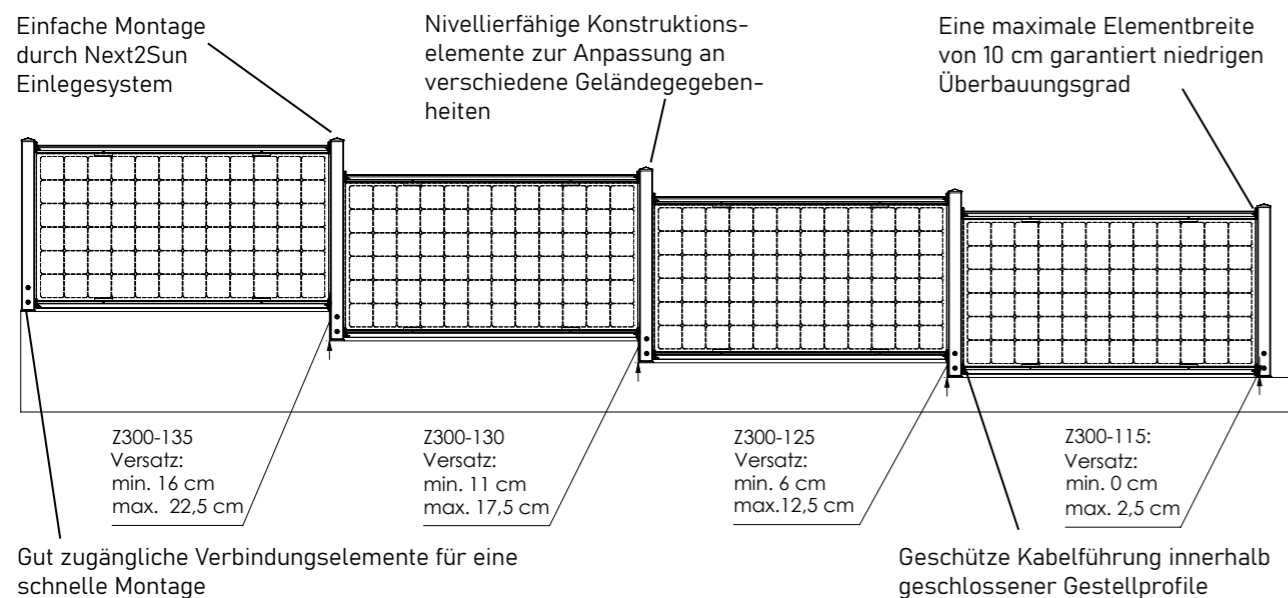 Einfache Montage
durch Next2Sun
Einlegesystem
Nivellierfähige Konstruktions-
elemente zur Anpassung an
verschiedene Geländegegeben-
heiten
Eine maximale Elementbreite
von 10 cm garantiert niedrigen
Überbauungsgrad
Z300-135
Versatz:
min. 16 cm
max. 22,5 cm
Z300-130
Versatz:
min. 11 cm
max. 17,5 cm
Z300-125
Versatz:
min. 6 cm
max.12,5 cm
Z300-115:
Versatz:
min. 0 cm
max. 2,5 cm
Gut zugängliche Verbindungselemente für eine
schnelle Montage
Geschütze Kabelführung innerhalb
geschlossener Gestellprofile